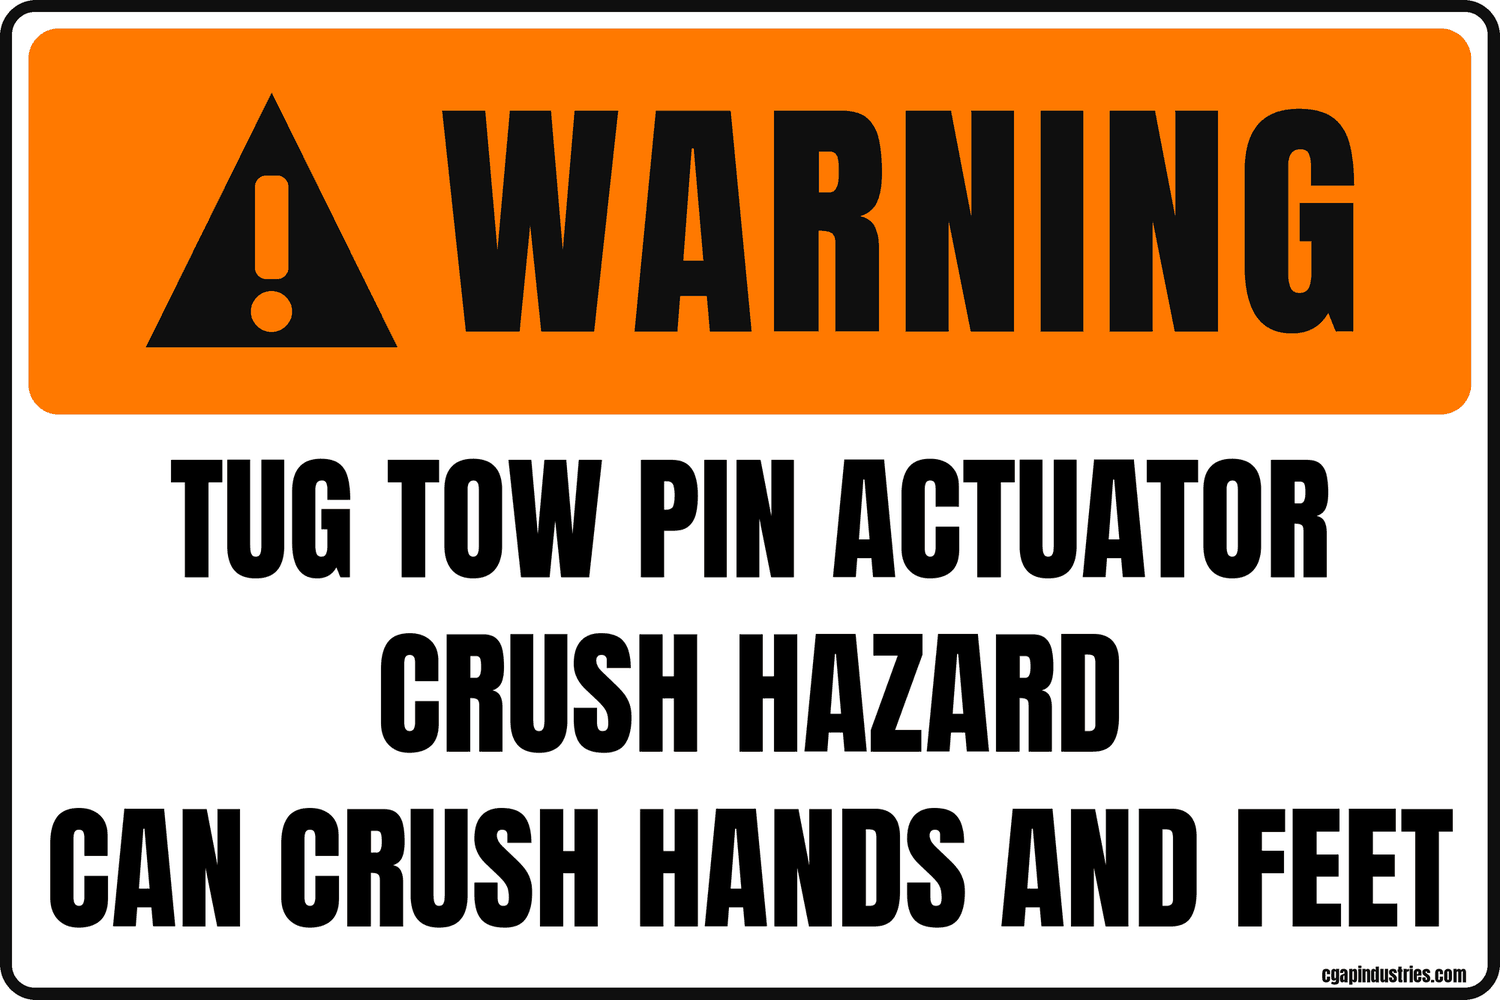 WARNING
TUG TOW PIN ACTUATOR
CRUSH HAZARD
CAN CRUSH HANDS AND FEET
cgapindustries.com